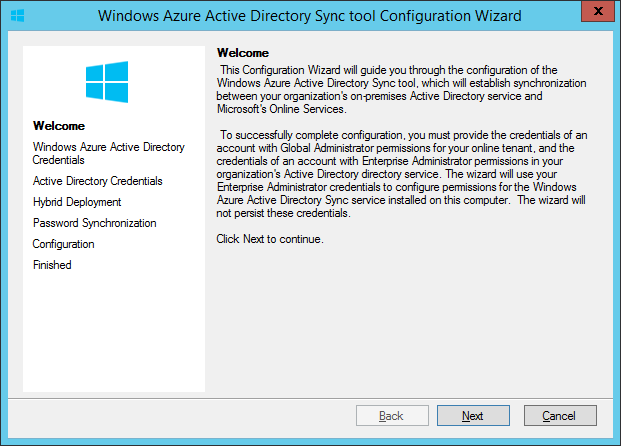 Windows Azure Active Directory Sync tool Configuration Wizard
x
Welcome
Windows Azure Active Directory
Credentials
Active Directory Credentials
Hybrid Deployment
Password Synchronization
Configuration
Finished
Welcome
This Configuration Wizard will guide you through the configuration of the
Windows Azure Active Directory Sync tool, which will establish synchronization
between your organization's on-premises Active Directory service and
Microsoft's Online Services.
To successfully complete configuration, you must provide the credentials of an
account with Global Administrator permissions for your online tenant, and the
credentials of an account with Enterprise Administrator permissions in your
organization's Active Directory directory service. The wizard will use your
Enterprise Administrator credentials to configure permissions for the Windows
Azure Active Directory Sync service installed on this computer. The wizard will
not persist these credentials.
Click Next to continue.
Back
Next
Cancel